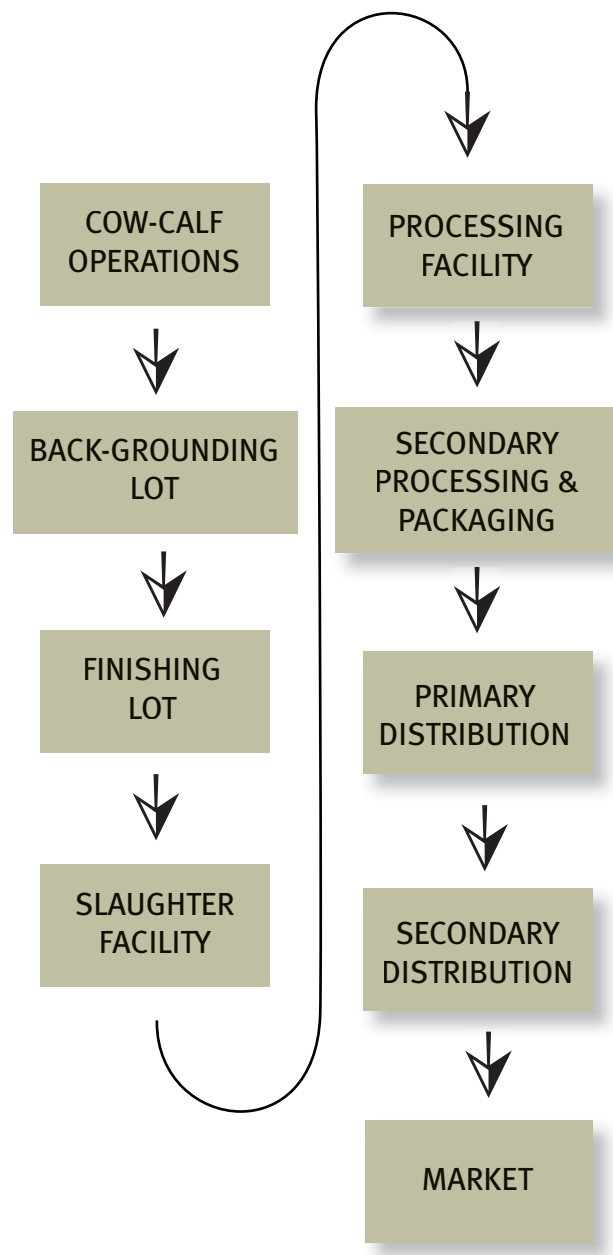 COW-CALF
OPERATIONS
BACK-GROUNDING
LOT
FINISHING
LOT
SLAUGHTER
FACILITY
PROCESSING
FACILITY
SECONDARY
PROCESSING &
PACKAGING
PRIMARY
DISTRIBUTION
SECONDARY
DISTRIBUTION
MARKET